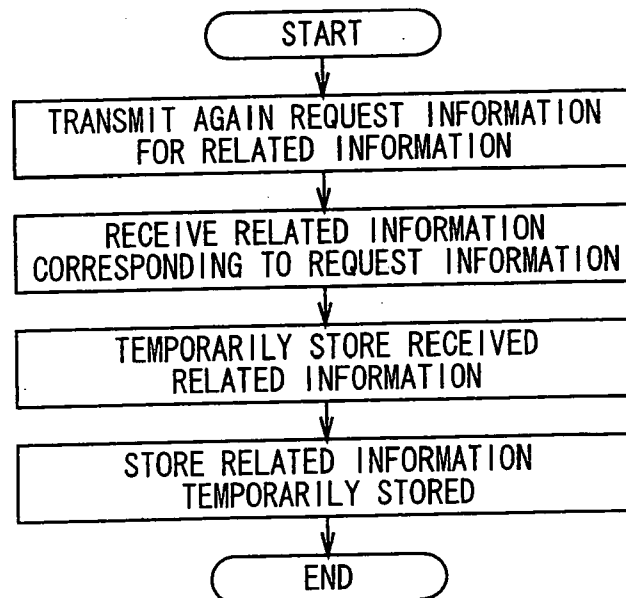 START
TRANSMIT AGAIN REQUEST INFORMATION
FOR RELATED INFORMATION
RECEIVE RELATED INFORMATION
CORRESPONDING TO REQUEST INFORMATION
TEMPORARILY STORE RECEIVED
RELATED INFORMATION
STORE RELATED INFORMATION
TEMPORARILY STORED
END